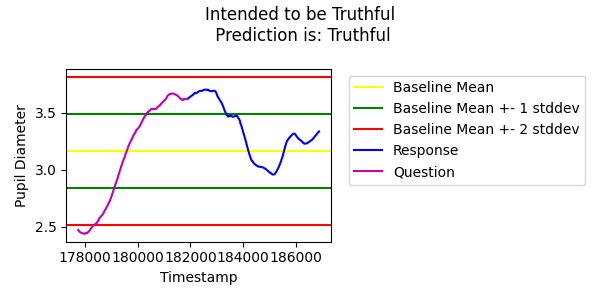 Intended to be Truthful
Prediction is: Truthful
Pupil Diameter
3.5
3.0
2.5
178000 180000 182000 184000 186000
Timestamp
Baseline Mean
Baseline Mean +- 1 stddev
Baseline Mean +- 2 stddev
Response
Question